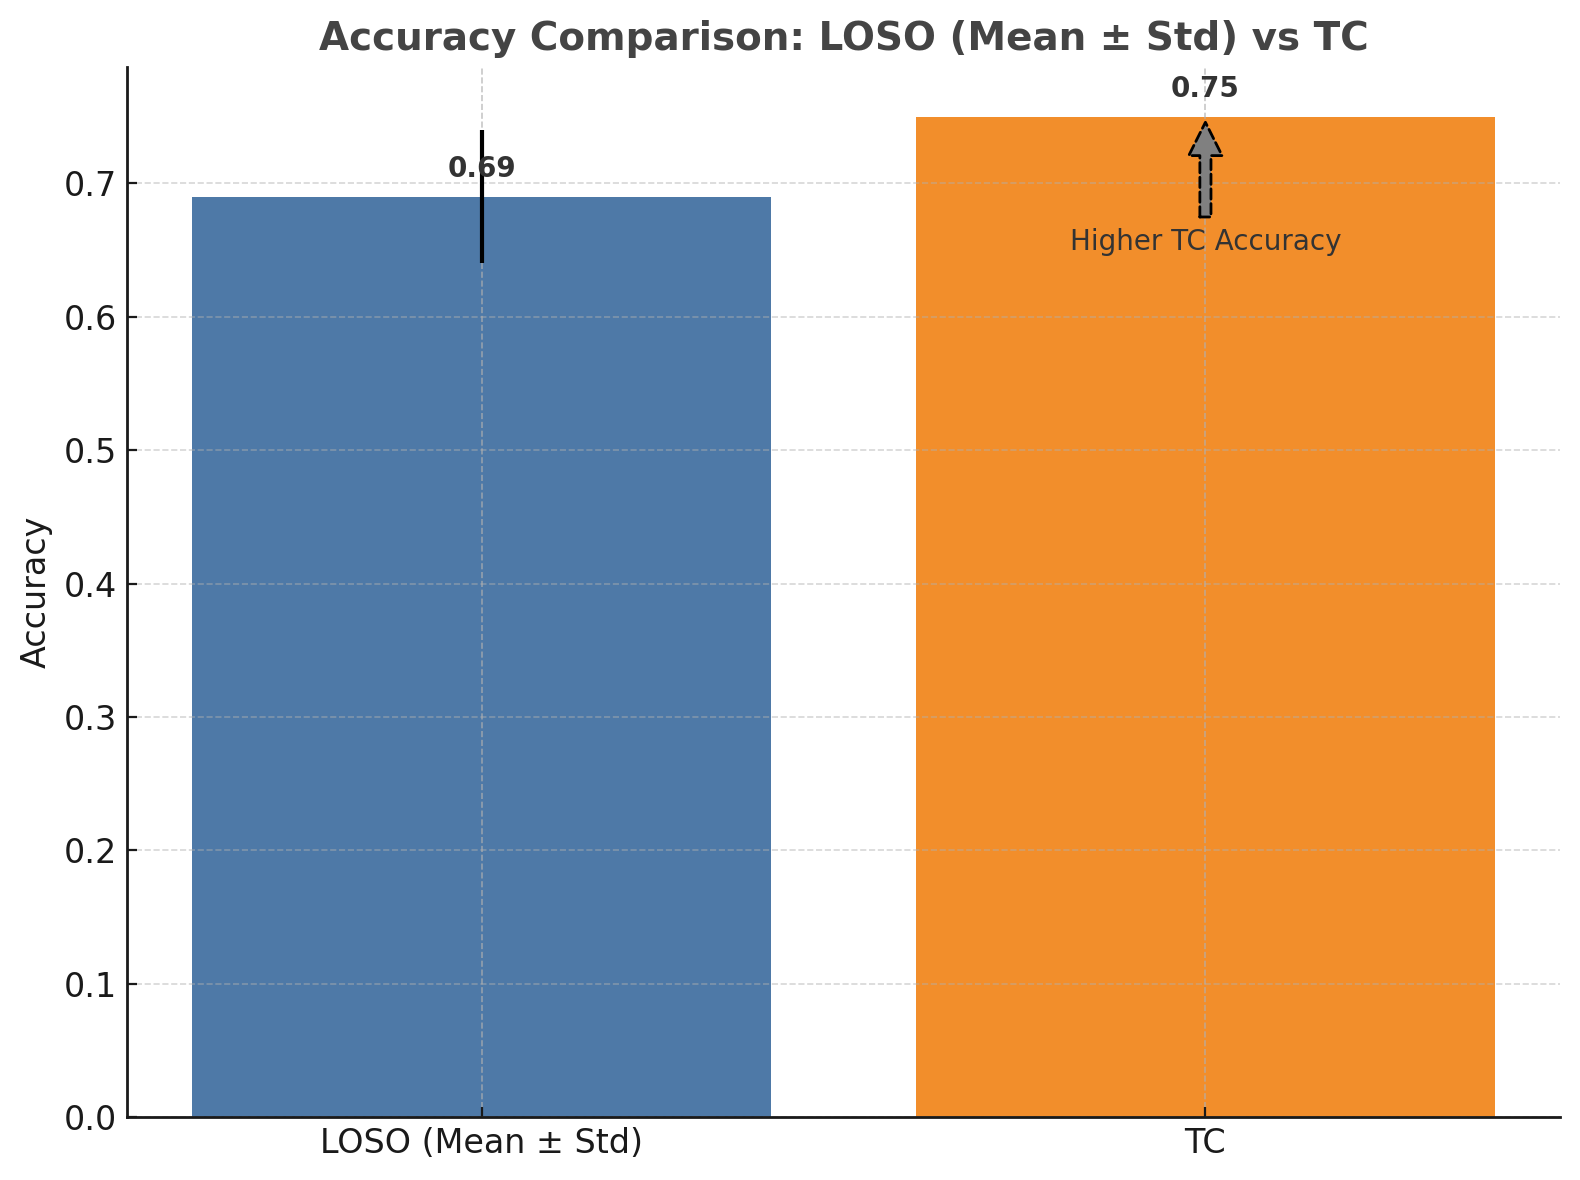 Accuracy Comparison: LOSO (Mean ± Std) vs TC
0.75
0.69
Higher TC Accuracy
0.7
0.6
0.5
0.4
0.3
0.2
0.1
0.0
Accuracy
LOSO (Mean ± Std)
TC